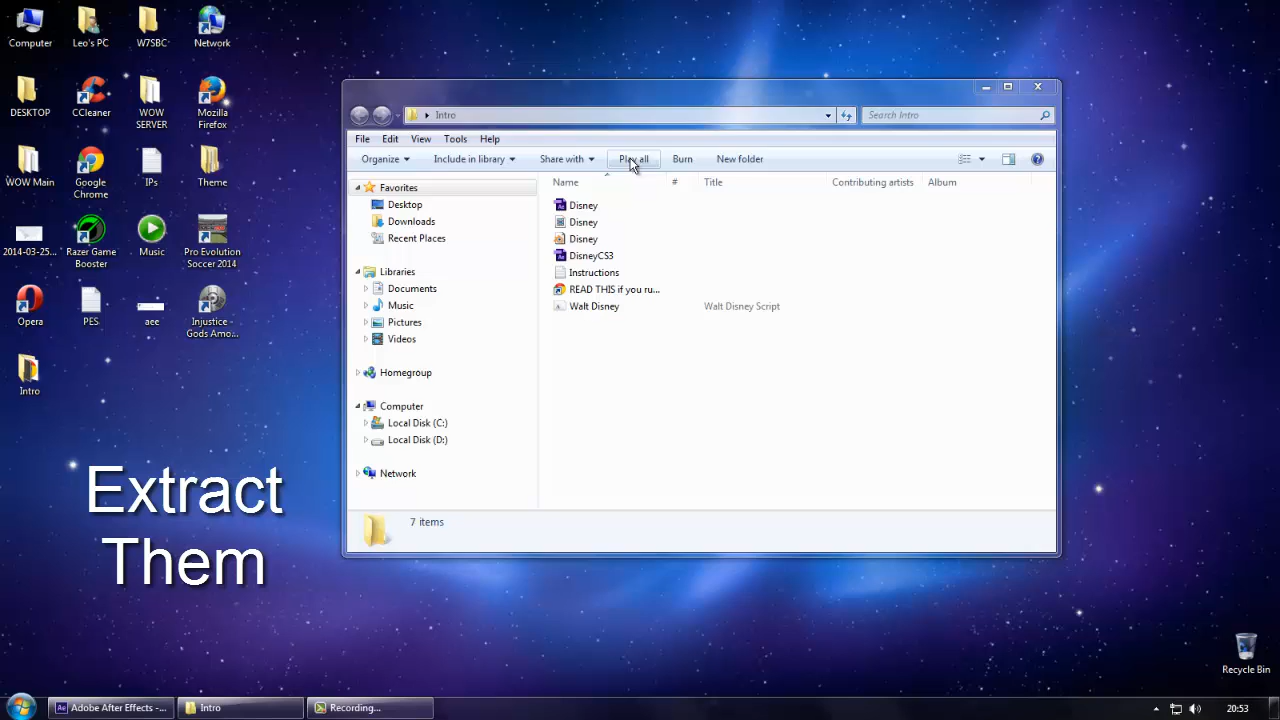 Computer
Leo's PC
W7SBC
Network
DESKTOP
CCleaner
WOW
SERVER
Mozilla
Firefox
WOW Main
Google
Chrome
IPs
Theme
2014-03-25...
Razer Game
Booster
Music
Pro Evolution
Soccer 2014
Opera
PES
aee
Injustice -
Gods Amo...
Intro
Extract
Them
Intro
Search Intro
File Edit View Tools Help
Organize Include in library Share with Play all Burn New folder
Favorites
Desktop
Downloads
Recent Places
Libraries
Documents
Music
Pictures
Videos
Homegroup
Computer
Local Disk (C:)
Local Disk (D:)
Network
Name # Title Contributing artists Album
Disney
Disney
Disney
DisneyCS3
Instructions
READ THIS if you ru...
Walt Disney Walt Disney Script
7 items
Recycle Bin
Ae Adobe After Effects -... Intro Recording... 20:53